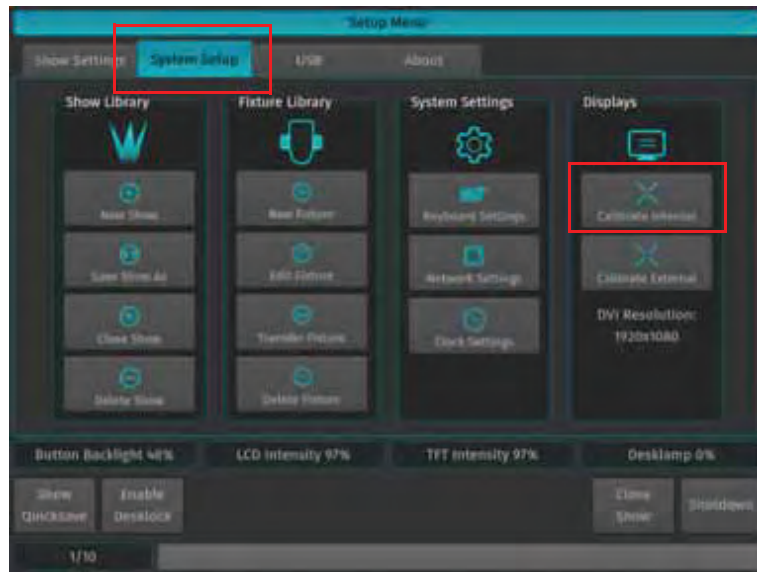 Setup Menu
Show Settings
System Setup
USB
About
Show Library
Fixture Library
System Settings
Displays
New Show
New Fixture
Keyboard Settings
Calibrate Internal
Save Show As
Edit Fixture
Network Settings
Calibrate External
Close Show
Transfer Fixture
Clock Settings
DVI Resolution:
1920x1080
Delete Show
Delete Fixture
Button Backlight 48%
LCD Intensity 97%
TFT Intensity 97%
Desklamp 0%
Show
Quicksave
Enable
Desklock
Close
Show
Shutdown
1/10